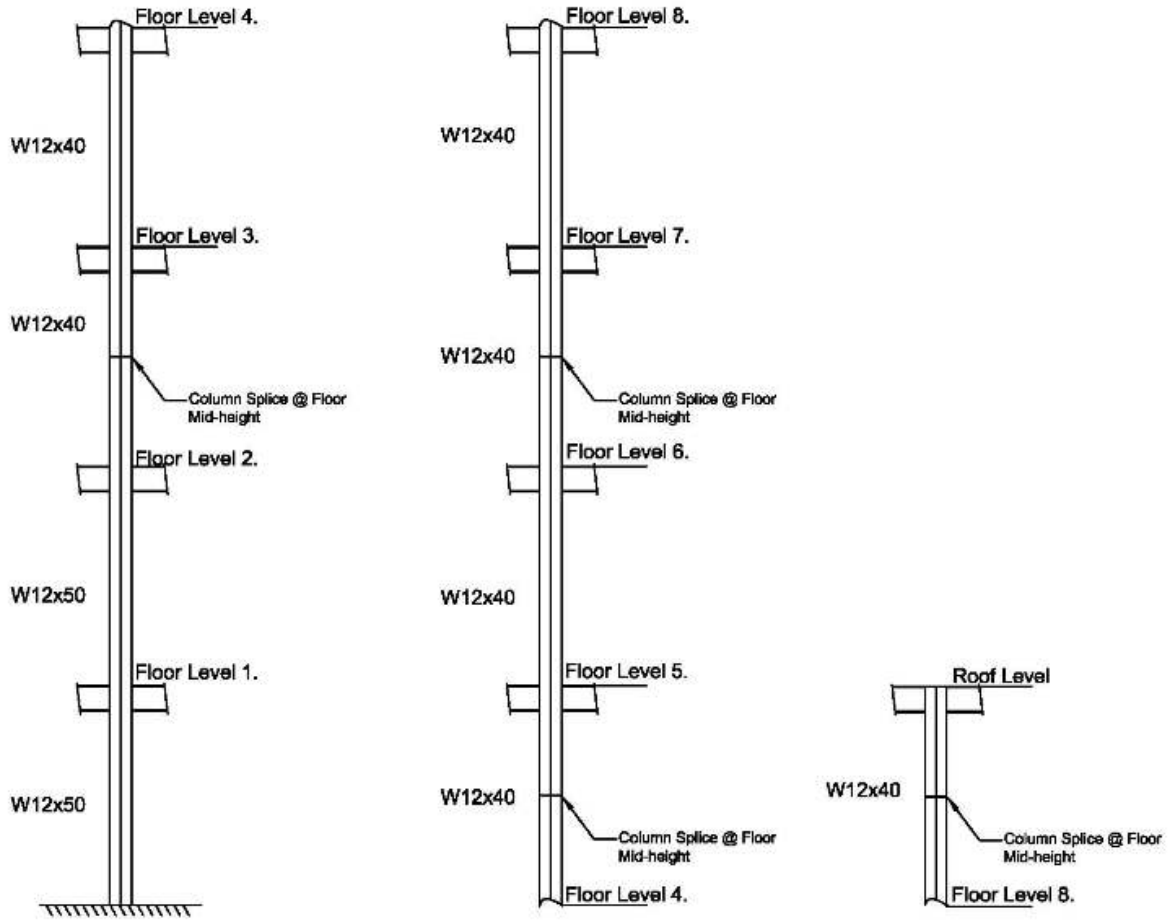 Floor Level 4.
W12x40
Floor Level 3.
W12x40
Column Splice @ Floor
Mid-height
Floor Level 2.
W12x50
Floor Level 1.
W12x50
Floor Level 8.
W12x40
Floor Level 7.
W12x40
Column Splice @ Floor
Mid-height
Floor Level 6.
W12x40
Floor Level 5.
W12x40
Column Splice @ Floor
Mid-height
Floor Level 4.
Roof Level
W12x40
Column Splice @ Floor
Mid-height
Floor Level 8.